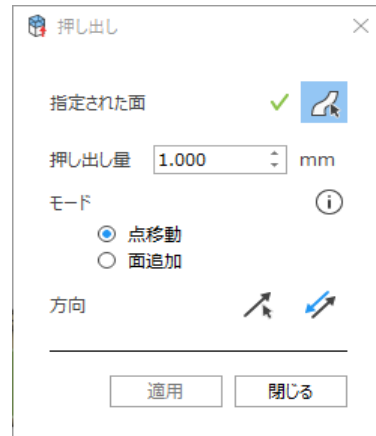 押し出し
指定された面
押し出し量 1.000 mm
モード
点移動
面追加
方向
適用 閉じる